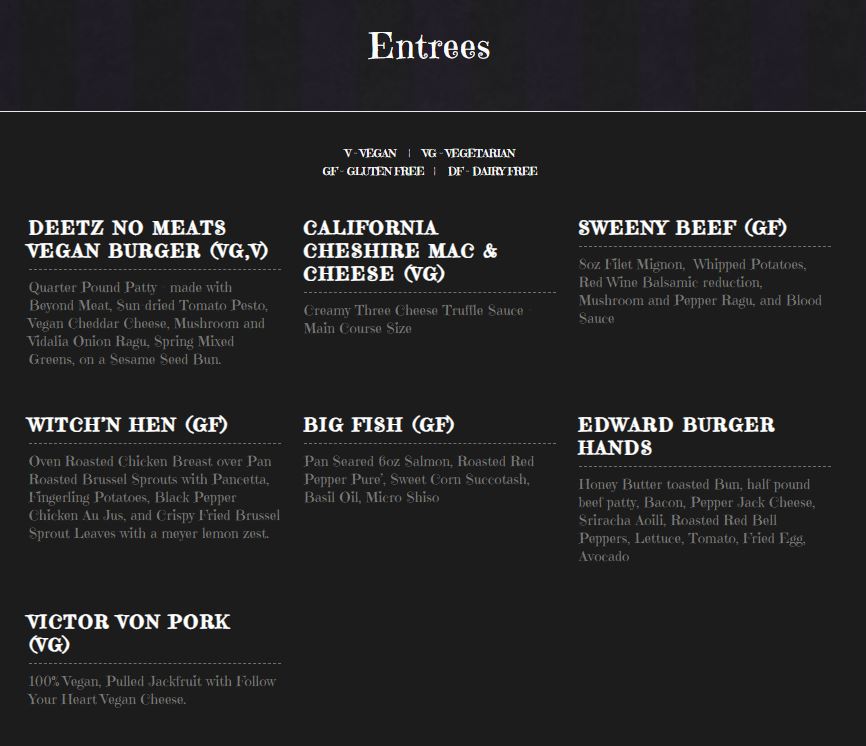 Entrees
V - VEGAN | VG - VEGETARIAN
GF - GLUTEN FREE | DF - DAIRY FREE
DEETZ NO MEATS
VEGAN BURGER (VG,V)
Quarter Pound Patty - made with
Beyond Meat, Sun-dried Tomato Pesto,
Vegan Cheddar Cheese, Mushroom and
Vidalia Onion Ragu, Spring Mixed
Greens, on a Sesame Seed Bun.
CALIFORNIA
CHESHIRE MAC &
CHEESE (VG)
Creamy Three Cheese Truffle Sauce -
Main Course Size
SWEENY BEEF (GF)
8oz Filet Mignon, Whipped Potatoes,
Red Wine Balsamic reduction,
Mushroom and Pepper Ragu, and Blood
Sauce
WITCH'N HEN (GF)
Oven Roasted Chicken Breast over Pan
Roasted Brussel Sprouts with Pancetta,
Fingerling Potatoes, Black Pepper
Chicken Au Jus, and Crispy Fried Brussel
Sprout Leaves with a meyer lemon zest.
BIG FISH (GF)
Pan Seared 6oz Salmon, Roasted Red
Pepper Pure', Sweet Corn Succotash,
Basil Oil, Micro Shiso
EDWARD BURGER
HANDS
Honey Butter toasted Bun, half pound
beef patty, Bacon, Pepper Jack Cheese,
Sriracha Aoili, Roasted Red Bell
Peppers, Lettuce, Tomato, Fried Egg,
Avocado
VICTOR VON PORK
(VG)
100% Vegan, Pulled Jackfruit with Follow
Your Heart Vegan Cheese.